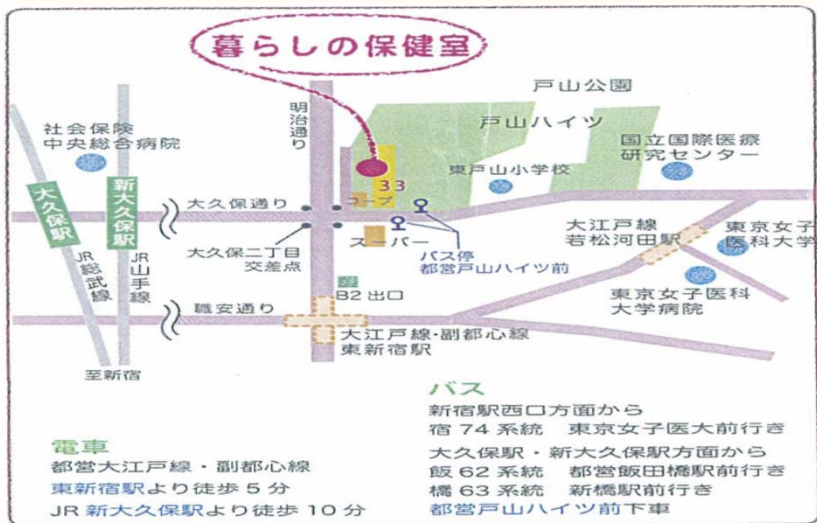 暮らしの保健室
戸山公園
戸山ハイツ
明治通り
社会保険
中央総合病院
国立国際医療
研究センター
東戸山小学校
33
コープ
大久保駅
新大久保駅
大久保通り
大久保二丁目
交差点
スーパー
バス停
都営戸山ハイツ前
大江戸線
若松河田駅
東京女子
医科大学
東京女子医科
大学病院
JR総武線
JR山手線
B2出口
職安通り
大江戸線・副都心線
東新宿駅
至新宿
電車
都営大江戸線・副都心線
東新宿駅より徒歩5分
JR 新大久保駅より徒歩10分
バス
新宿駅西口方面から
宿74系統 東京女子医大前行き
大久保駅・新大久保駅方面から
飯62系統 都営飯田橋駅前行き
橋63系統 新橋駅前行き
都営戸山ハイツ前下車